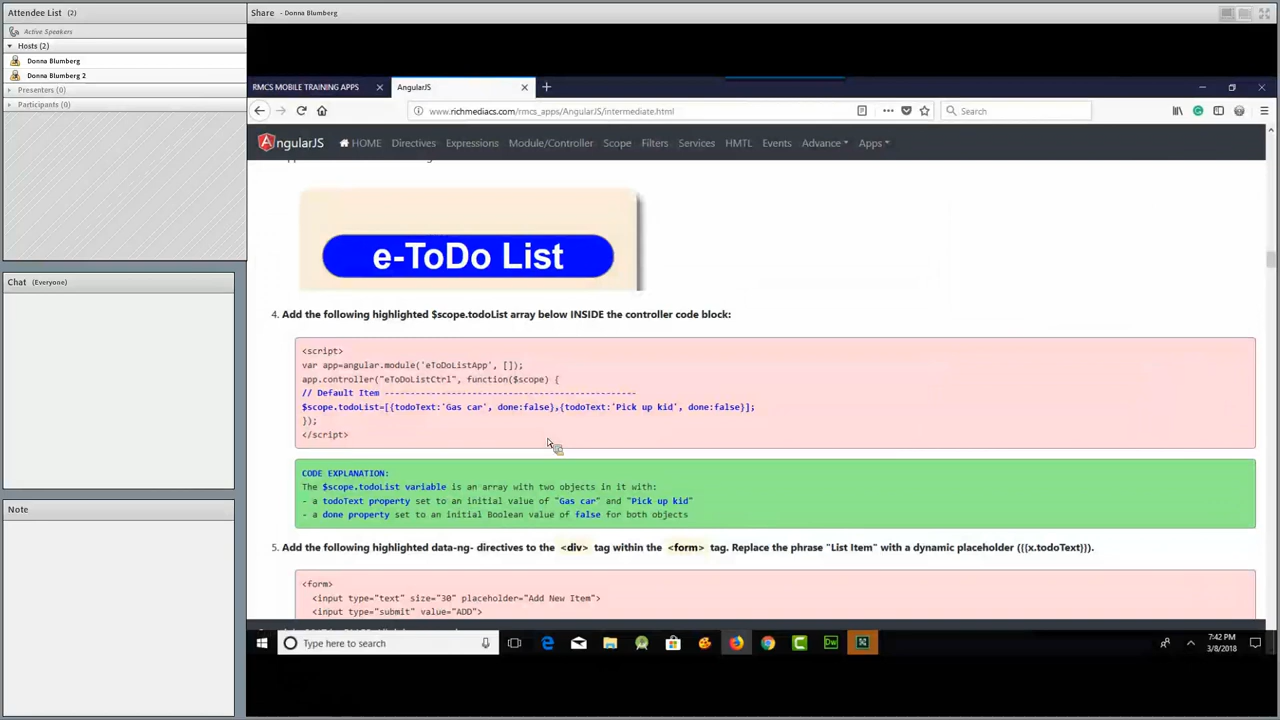 Attendee List (2)
Share - Donna Blumberg
Active Speakers
Hosts (2)
Donna Blumberg
Donna Blumberg 2
Presenters (0)
Participants (0)
Chat (Everyone)
Note
RMCS MOBILE TRAINING APPS
AngularJS
www.richmediacs.com/rmcs_apps/AngularJS/intermediate.html
Search
AngularJS HOME Directives Expressions Module/Controller Scope Filters Services HMTL Events Advance Apps
e-ToDo List
4. Add the following highlighted $scope.todoList array below INSIDE the controller code block:
<script>
var app=angular.module('eToDoListApp', []);
app.controller("eToDoListCtrl", function($scope) {
// Default Item ---------------------------------------------
$scope.todoList=[{todoText:'Gas car', done:false},{todoText:'Pick up kid', done:false}];
});
</script>
CODE EXPLANATION:
The $scope.todoList variable is an array with two objects in it with:
- a todoText property set to an initial value of "Gas car" and "Pick up kid"
- a done property set to an initial Boolean value of false for both objects
5. Add the following highlighted data-ng- directives to the <div> tag within the <form> tag. Replace the phrase "List Item" with a dynamic placeholder ({{x.todoText}}).
<form>
<input type="text" size="30" placeholder="Add New Item">
<input type="submit" value="ADD">
Type here to search
7:42 PM
3/8/2018